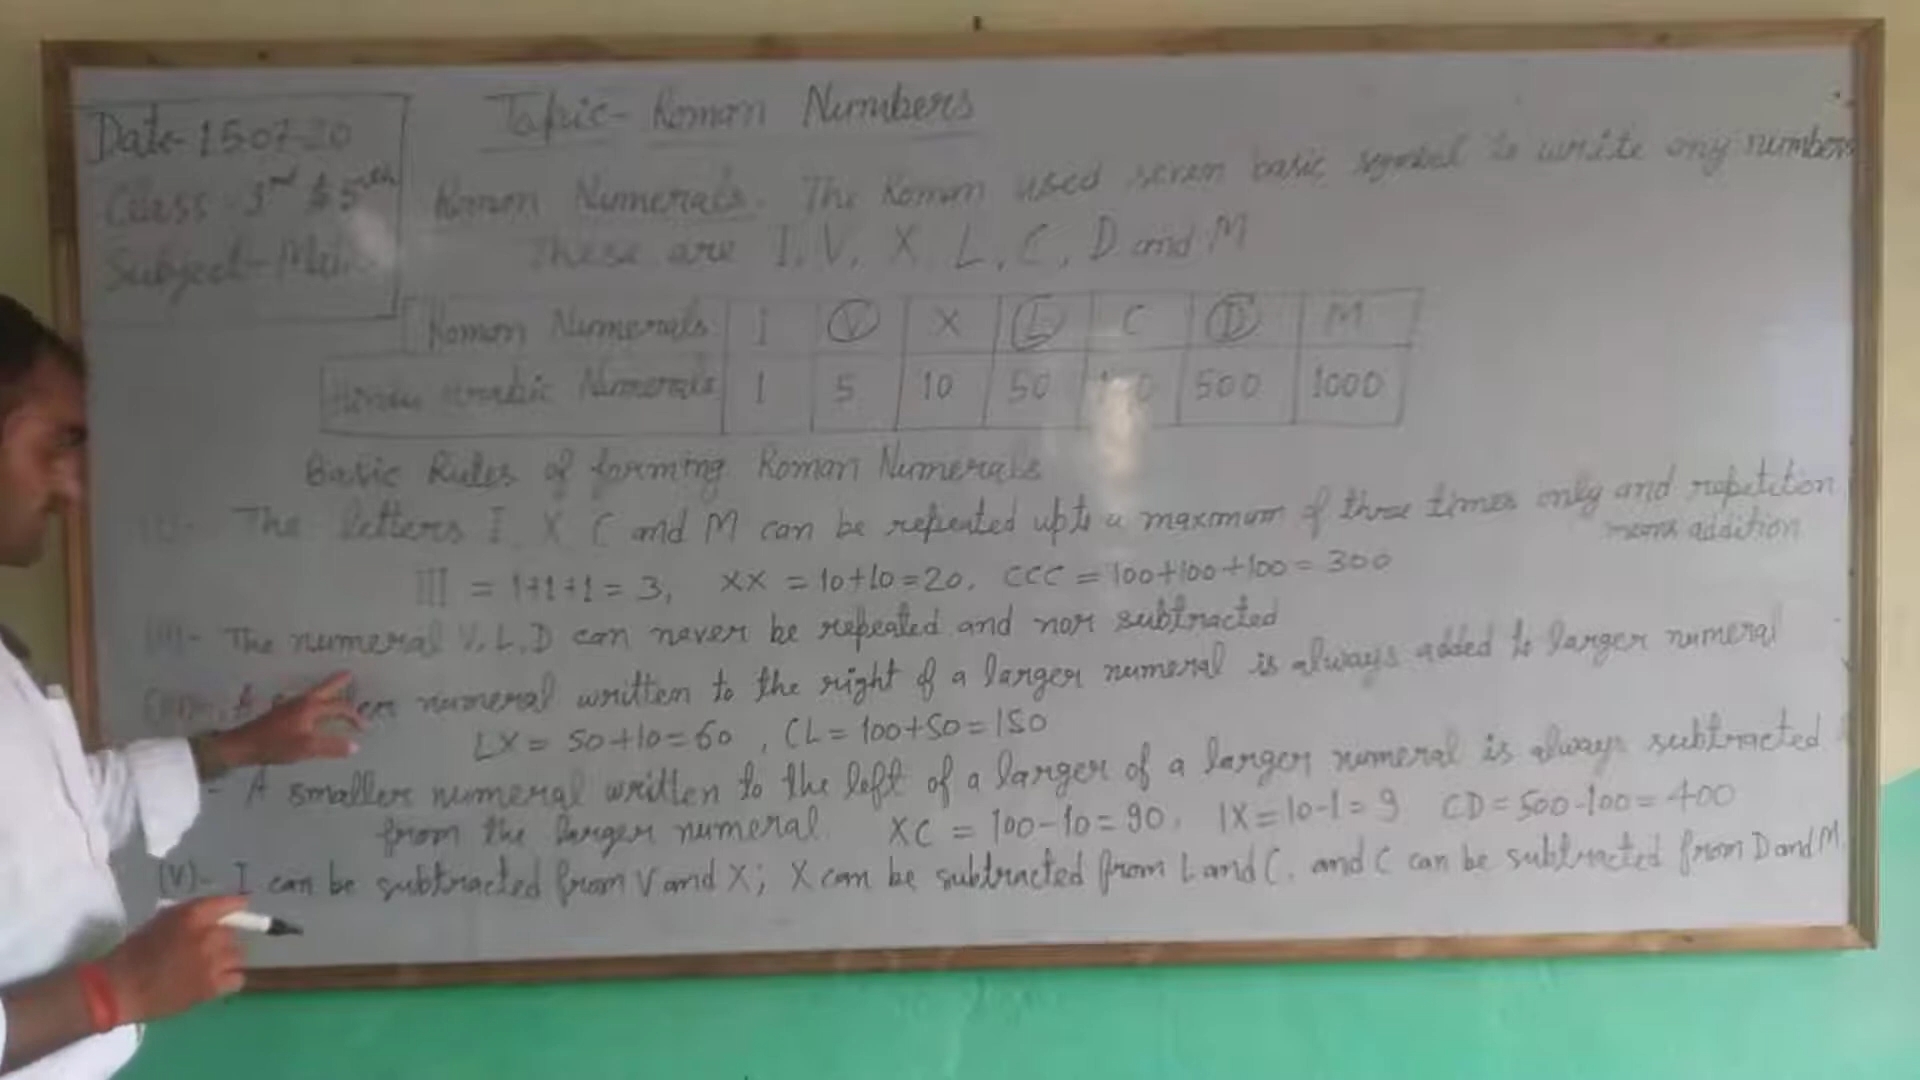 Date-15.07.20
Class-3rd & 5th
Subject-
Topic- Roman Numbers
Roman Numerals- The Roman used seven basic symbol to write any numbers
These are I, V, X, L, C, D and M
Roman Numerals I V X L C D M
Hindu Arabic Numerals 1 5 10 50 100 500 1000
Basic Rules of forming Roman Numerals
(I)- The letters I, X C and M can be repeated upto a maxmum of three times only and repetition
means addition
III = 1+1+1 = 3, XX = 10+10=20, CCC = 100+100+100 = 300
(II)- The numeral V, L, D can never be repeated and nor subtracted
numeral written to the right of a larger numeral is always added to larger numeral
LX = 50+10=60, CL = 100+50=150
- A smaller numeral written to the left of a larger of a larger numeral is always subtracted
from the larger numeral. XC = 100-10=90, IX=10-1=9 CD=500-100=400
(V)- I can be subtracted from V and X; X can be subtracted from L and C, and C can be subtracted from D and M